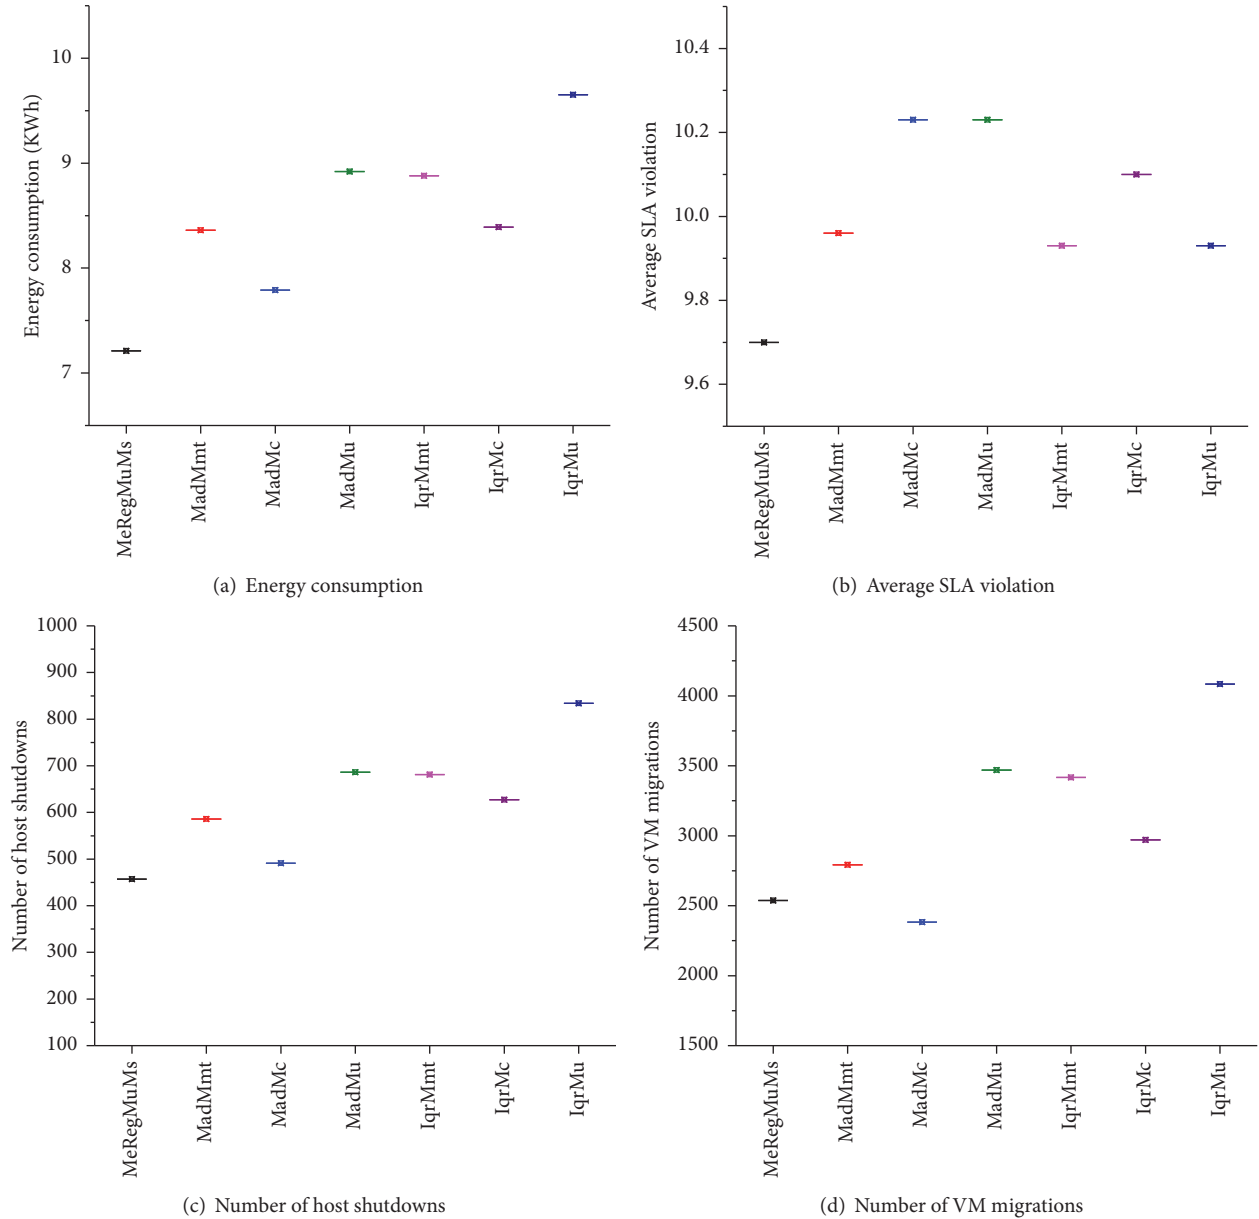 10
9
8
7
Energy consumption (KWh)
MeRegMuMs
MadMmt
MadMc
MadMu
IqrMmt
IqrMc
IqrMu
(a) Energy consumption
10.4
10.2
10.0
9.8
9.6
Average SLA violation
MeRegMuMs
MadMmt
MadMc
MadMu
IqrMmt
IqrMc
IqrMu
(b) Average SLA violation
1000
900
800
700
600
500
400
300
200
100
Number of host shutdowns
MeRegMuMs
MadMmt
MadMc
MadMu
IqrMmt
IqrMc
IqrMu
(c) Number of host shutdowns
4500
4000
3500
3000
2500
2000
1500
Number of VM migrations
MeRegMuMs
MadMmt
MadMc
MadMu
IqrMmt
IqrMc
IqrMu
(d) Number of VM migrations